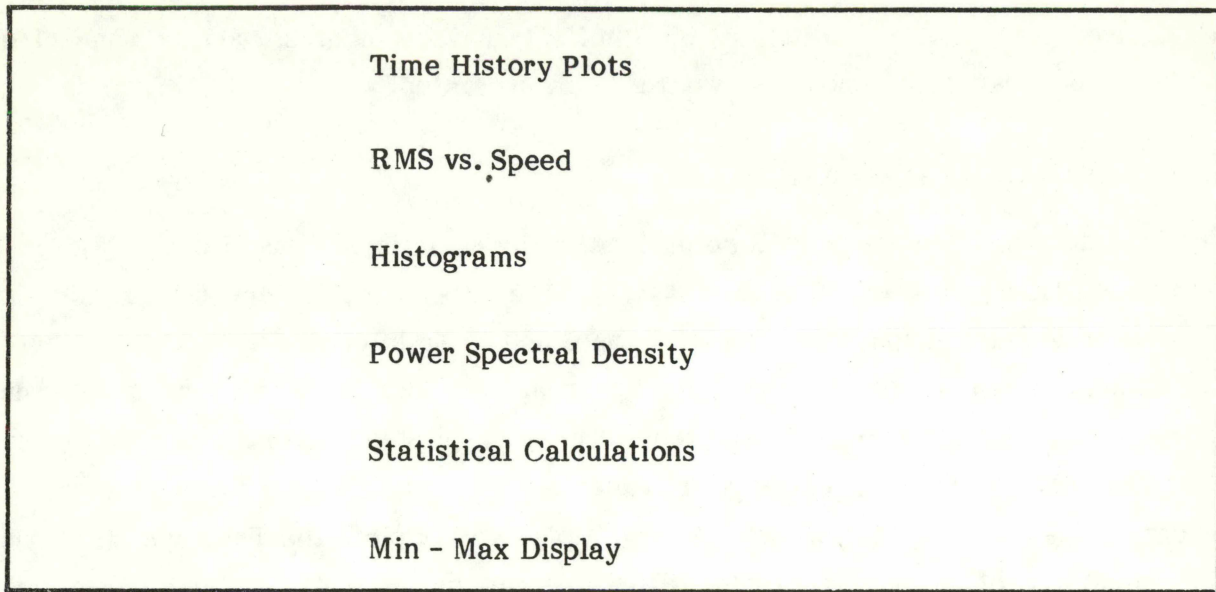 Time History Plots
RMS vs. Speed
Histograms
Power Spectral Density
Statistical Calculations
Min - Max Display